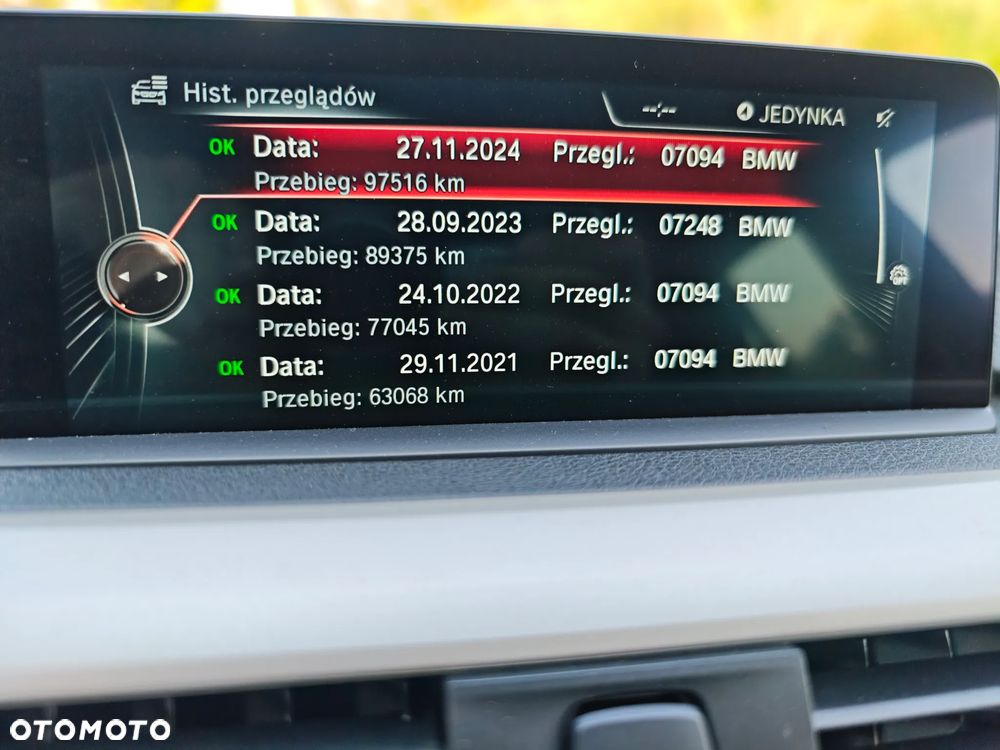 Hist. przeglądów --:-- JEDYNKA
OK Data: 27.11.2024 Przegl.: 07094 BMW
Przebieg: 97516 km
OK Data: 28.09.2023 Przegl.: 07248 BMW
Przebieg: 89375 km
OK Data: 24.10.2022 Przegl.: 07094 BMW
Przebieg: 77045 km
OK Data: 29.11.2021 Przegl.: 07094 BMW
Przebieg: 63068 km
OTOMOTO